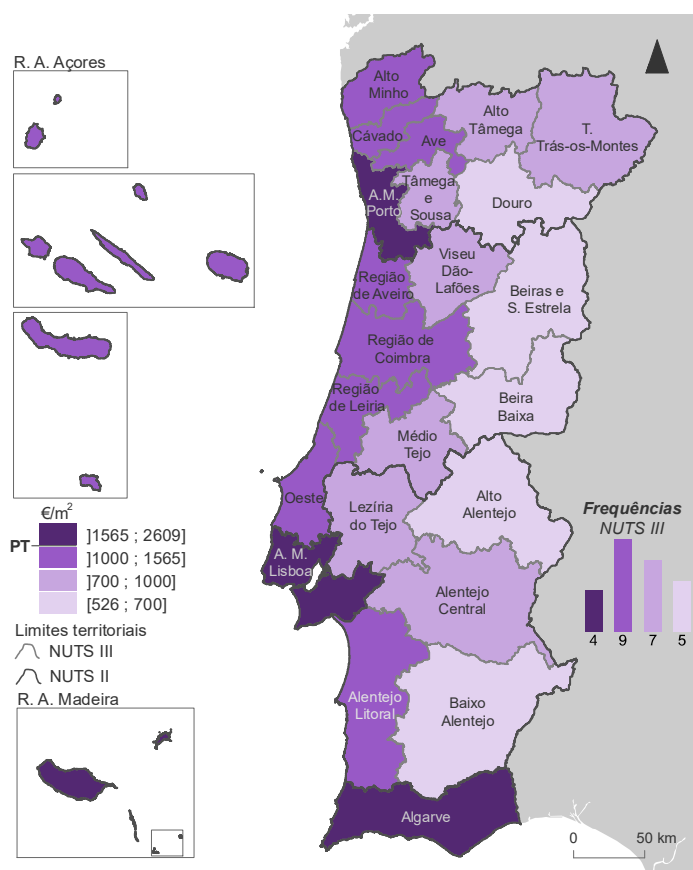 R. A. Açores
Alto
Minho
Cávado
Ave
Alto
Tâmega
T.
Trás-os-Montes
A.M.
Porto
Tâmega
e
Sousa
Douro
Região
de Aveiro
Viseu
Dão-
Lafões
Beiras e
S. Estrela
Região de
Coimbra
Região
de Leiria
Beira
Baixa
Médio
Tejo
Oeste
Lezíria
do Tejo
Alto
Alentejo
A. M.
Lisboa
Alentejo
Central
Alentejo
Litoral
Baixo
Alentejo
Algarve
€/m2
]1565 ; 2609]
PT
]1000 ; 1565]
]700 ; 1000]
[526 ; 700]
Limites territoriais
NUTS III
NUTS II
R. A. Madeira
Frequências
NUTS III
4 9 7 5
0 50 km